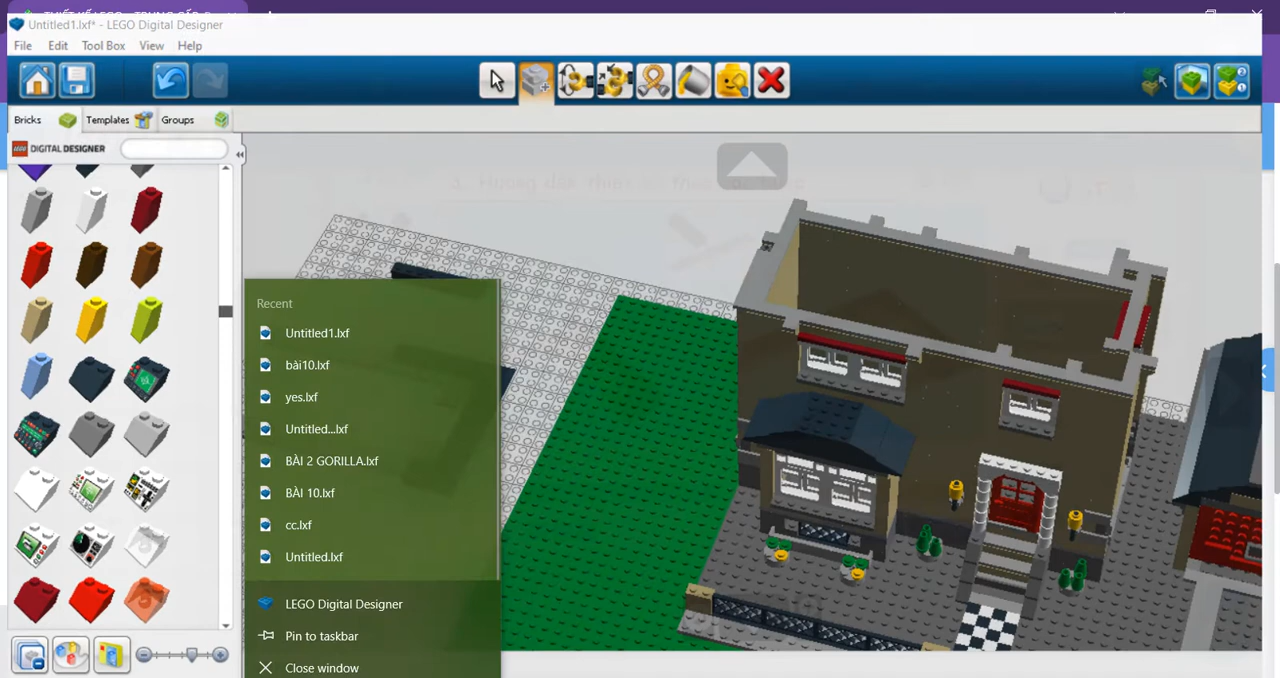 Untitled1.lxf* - LEGO Digital Designer
File Edit Tool Box View Help
Bricks Templates Groups
DIGITAL DESIGNER
Recent
Untitled1.lxf
bài10.lxf
yes.lxf
Untitled...lxf
BÀI 2 GORILLA.lxf
BÀI 10.lxf
cc.lxf
Untitled.lxf
LEGO Digital Designer
Pin to taskbar
Close window